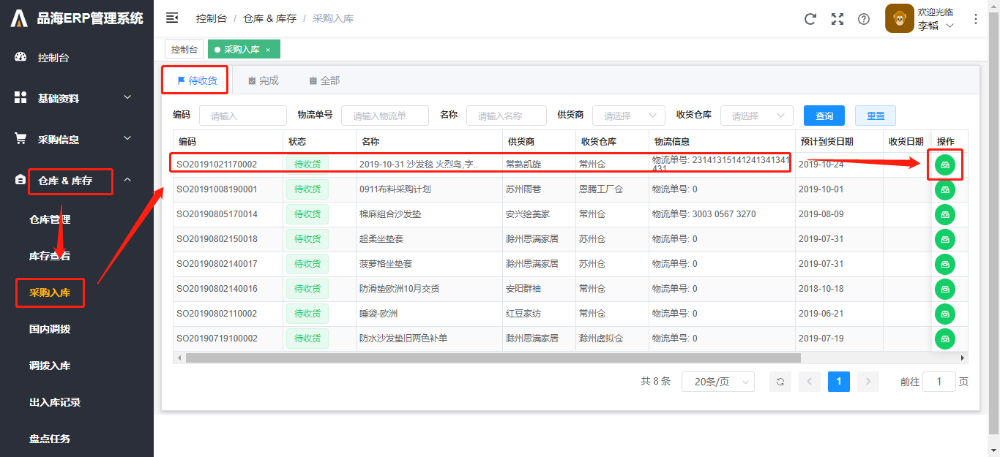 品海ERP管理系统
控制台 / 仓库 & 库存 / 采购入库
欢迎光临
李韬
控制台
基础资料
采购信息
仓库 & 库存
仓库管理
库存查看
采购入库
国内调拨
调拨入库
出入库记录
盘点任务
控制台 采购入库 ×
待收货 完成 全部
编码 请输入 物流单号 请输入物流单 名称 请输入名称 供货商 请选择 收货仓库 请选择 查询 重置
编码 状态 名称 供货商 收货仓库 物流信息 预计到货日期 收货日期 操作
SO20191021170002 待收货 2019-10-31 沙发毯 火烈鸟,字.. 常熟凯旋 常州仓 物流单号: 23141315141241341341 2019-10-24
431
SO20191008190001 待收货 0911布料采购计划 苏州雨巷 恩腾工厂仓 物流单号: 0 2019-10-01
SO20190805170014 待收货 棉麻组合沙发垫 安兴绘美家 常州仓 物流单号: 3003 0567 3270 2019-08-09
SO20190802150018 待收货 超柔坐垫套 滁州思满家居 苏州仓 物流单号: 0 2019-07-31
SO20190802140017 待收货 菠萝格坐垫套 滁州思满家居 苏州仓 物流单号: 0 2019-07-31
SO20190802140016 待收货 防滑垫欧洲10月交货 安阳群袖 常州仓 物流单号: 0 2018-10-18
SO20190802110002 待收货 睡袋-欧洲 红豆家纺 常州仓 物流单号: 0 2019-06-21
SO20190719100002 待收货 防水沙发垫旧两色补单 滁州思满家居 滁州虚拟仓 物流单号: 0 2019-07-19
共 8 条 20条/页 1 前往 1 页